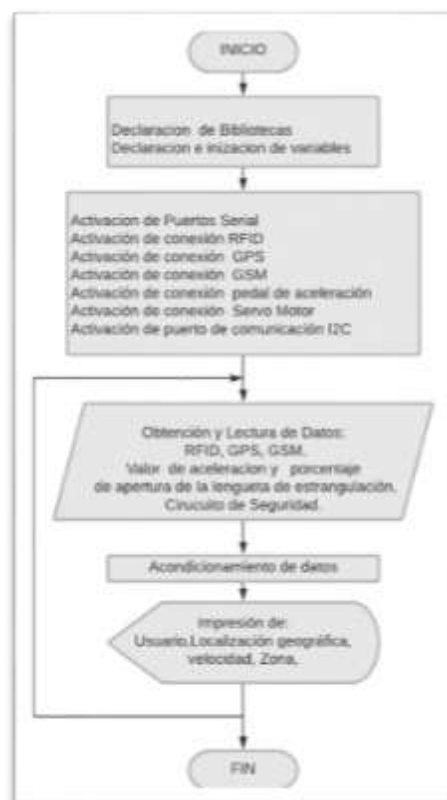 INICIO
Declaracion de Bibliotecas
Declaracion e inizacion de variables
Activacion de Puertos Serial
Activación de conexión RFID
Activación de conexión GPS
Activación de conexión GSM
Activación de conexión pedal de aceleración
Activación de conexión Servo Motor
Activación de puerto de comunicación I2C
Obtención y Lectura de Datos:
RFID, GPS, GSM.
Valor de aceleracion y porcentaje
de apertura de la lengueta de estrangulación,
Cirucuito de Seguridad.
Acondicionamiento de datos
Impresión de:
Usuario,Localización geográfica,
velocidad, Zona,
FIN